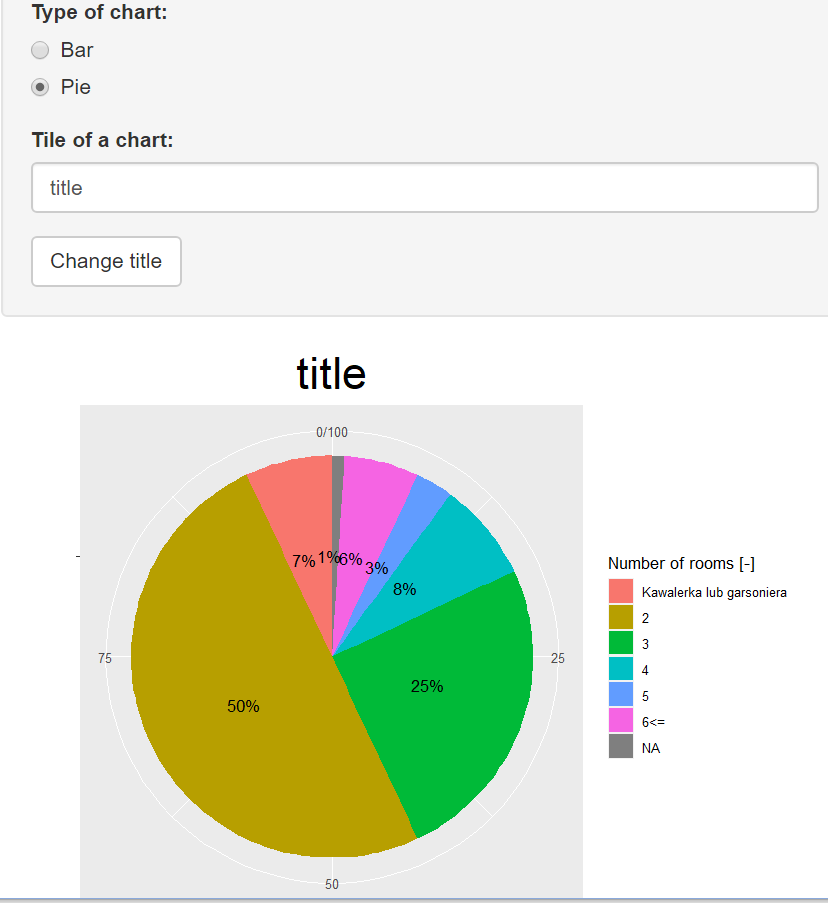 Type of chart:
Bar
Pie
Tile of a chart:
title
Change title
title
0/100
7% 1% 6% 3%
8%
75
25
25%
50%
50
Number of rooms [-]
Kawalerka lub garsoniera
2
3
4
5
6<=
NA